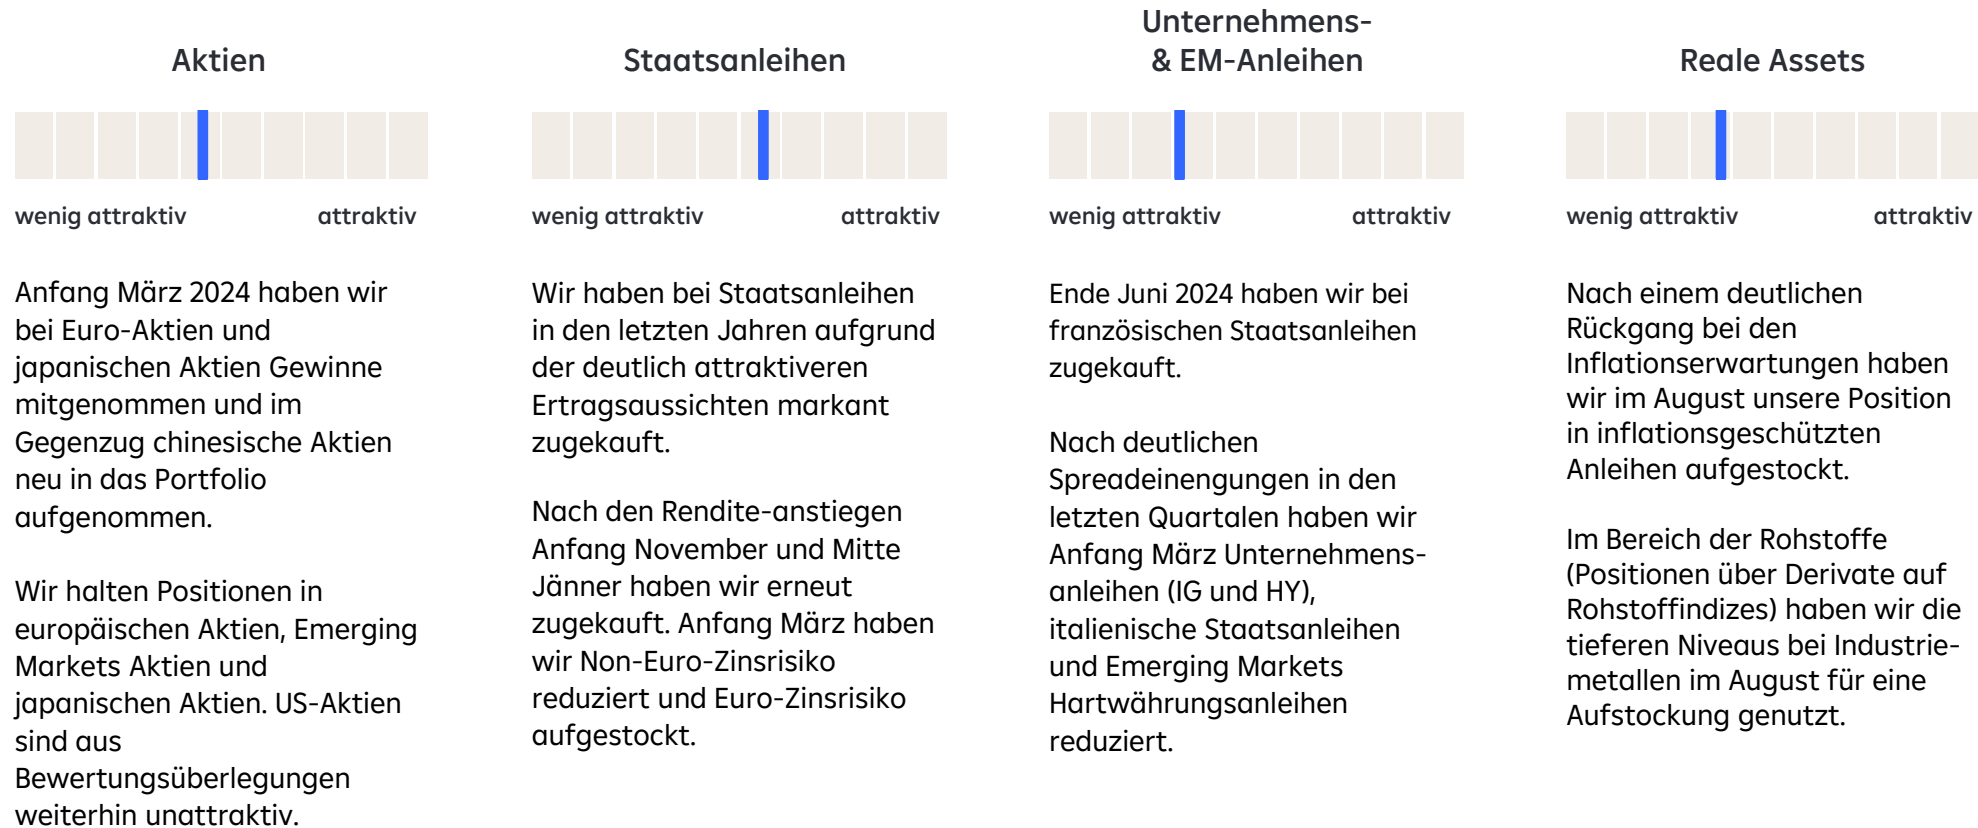 Aktien
wenig attraktiv attraktiv
Anfang März 2024 haben wir
bei Euro-Aktien und
japanischen Aktien Gewinne
mitgenommen und im
Gegenzug chinesische Aktien
neu in das Portfolio
aufgenommen.
Wir halten Positionen in
europäischen Aktien, Emerging
Markets Aktien und
japanischen Aktien. US-Aktien
sind aus
Bewertungsüberlegungen
weiterhin unattraktiv.
Staatsanleihen
wenig attraktiv attraktiv
Wir haben bei Staatsanleihen
in den letzten Jahren aufgrund
der deutlich attraktiveren
Ertragsaussichten markant
zugekauft.
Nach den Rendite-anstiegen
Anfang November und Mitte
Jänner haben wir erneut
zugekauft. Anfang März haben
wir Non-Euro-Zinsrisiko
reduziert und Euro-Zinsrisiko
aufgestockt.
Unternehmens-
& EM-Anleihen
wenig attraktiv attraktiv
Ende Juni 2024 haben wir bei
französischen Staatsanleihen
zugekauft.
Nach deutlichen
Spreadeinengungen in den
letzten Quartalen haben wir
Anfang März Unternehmens-
anleihen (IG und HY),
italienische Staatsanleihen
und Emerging Markets
Hartwährungsanleihen
reduziert.
Reale Assets
wenig attraktiv attraktiv
Nach einem deutlichen
Rückgang bei den
Inflationserwartungen haben
wir im August unsere Position
in inflationsgeschützten
Anleihen aufgestockt.
Im Bereich der Rohstoffe
(Positionen über Derivate auf
Rohstoffindizes) haben wir die
tieferen Niveaus bei Industrie-
metallen im August für eine
Aufstockung genutzt.